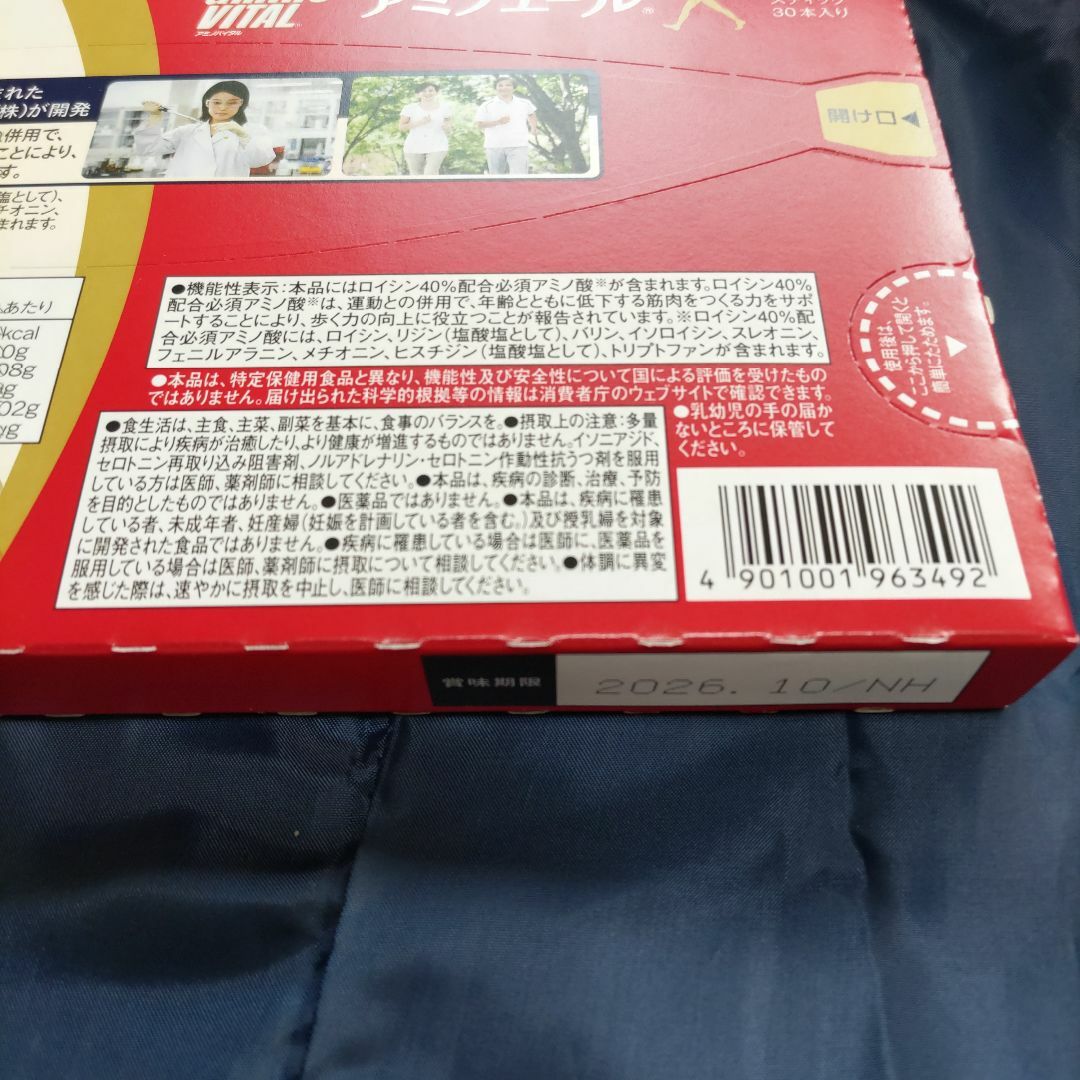 VITAL®
アミノバイタル
アミノエール®
スティック
30本入り
(株)が開発
併用で、
ことにより、
す。
塩として)、
チオニン、
まれます。
開け口
あたり
kcal
使用後は、
ここから押して開くと
簡単にたためます。
●機能性表示:本品にはロイシン40%配合必須アミノ酸※が含まれます。ロイシン40%
配合必須アミノ酸※は、運動との併用で、年齢とともに低下する筋肉をつくる力をサポ
ートすることにより、歩く力の向上に役立つことが報告されています。※ロイシン40%配
合必須アミノ酸には、ロイシン、リジン(塩酸塩として)、バリン、イソロイシン、スレオニン、
フェニルアラニン、メチオニン、ヒスチジン(塩酸塩として)、トリプトファンが含まれます。
●本品は、特定保健用食品と異なり、機能性及び安全性について国による評価を受けたもの
ではありません。届け出られた科学的根拠等の情報は消費者庁のウェブサイトで確認できます。
●食生活は、主食、主菜、副菜を基本に、食事のバランスを。●摂取上の注意:多量
摂取により疾病が治癒したり、より健康が増進するものではありません。イソニアジド、
セロトニン再取り込み阻害剤、ノルアドレナリン・セロトニン作動性抗うつ剤を服用
している方は医師、薬剤師に相談してください。●本品は、疾病の診断、治療、予防
を目的としたものではありません。●医薬品ではありません。●本品は、疾病に罹患
している者、未成年者、妊産婦(妊娠を計画している者を含む。)及び授乳婦を対象
に開発された食品ではありません。●疾病に罹患している場合は医師に、医薬品を
服用している場合は医師、薬剤師に摂取について相談してください。●体調に異変
を感じた際は、速やかに摂取を中止し、医師に相談してください。
●乳幼児の手の届か
ないところに保管して
ください。
4 901001 963492
賞味期限
2026. 10/NH